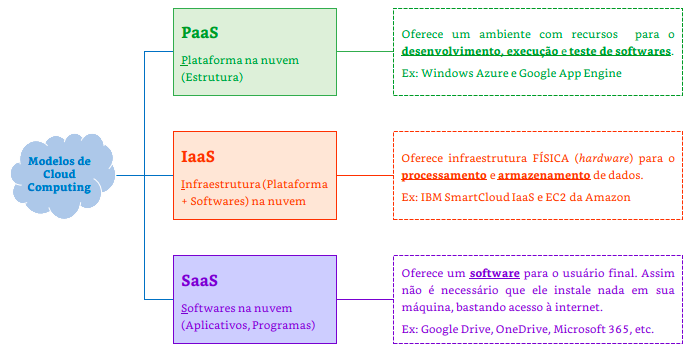 Modelos de
Cloud
Computing
PaaS
Plataforma na nuvem
(Estrutura)
Oferece um ambiente com recursos para o
desenvolvimento, execução e teste de softwares.
Ex: Windows Azure e Google App Engine
IaaS
Infraestrutura (Plataforma
+ Softwares) na nuvem
Oferece infraestrutura FÍSICA (hardware) para o
processamento e armazenamento de dados.
Ex: IBM SmartCloud IaaS e EC2 da Amazon
SaaS
Softwares na nuvem
(Aplicativos, Programas)
Oferece um software para o usuário final. Assim
não é necessário que ele instale nada em sua
máquina, bastando acesso à internet.
Ex: Google Drive, OneDrive, Microsoft 365, etc.